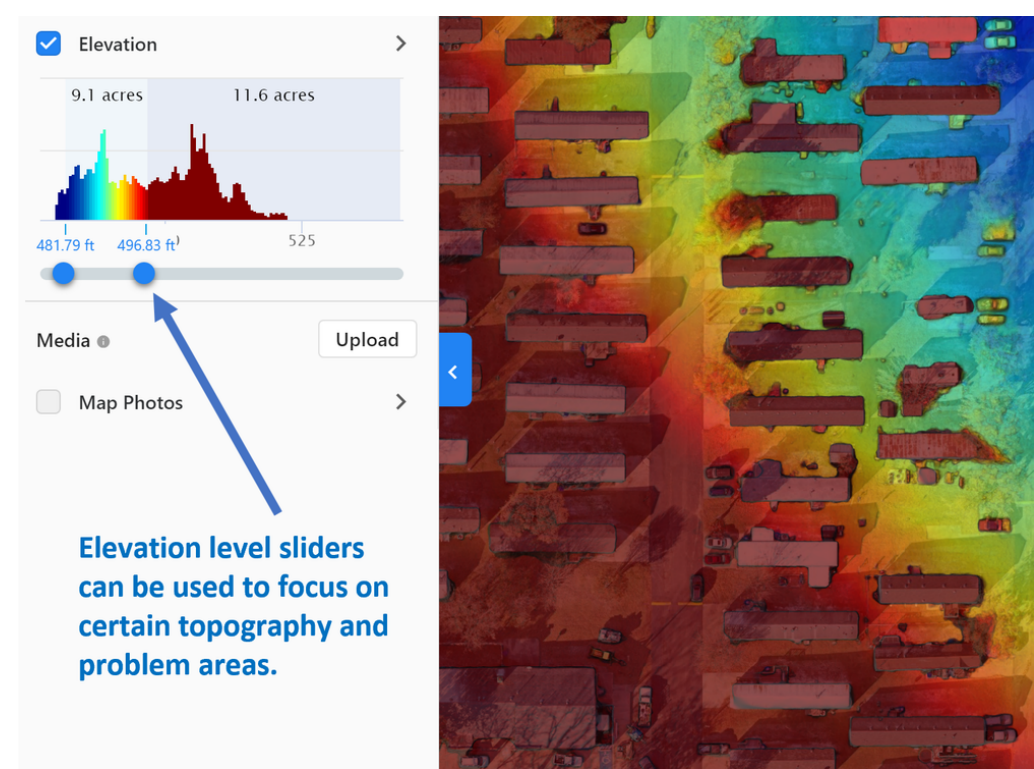 Elevation
9.1 acres 11.6 acres
481.79 ft 496.83 ft) 525
Media
Upload
Map Photos
Elevation level sliders
can be used to focus on
certain topography and
problem areas.